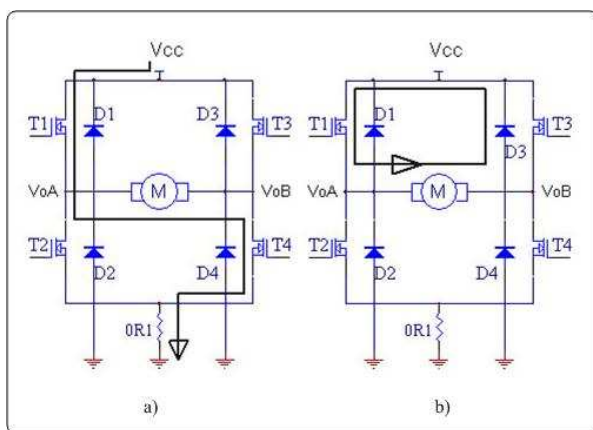 Vcc
Vcc
T1
D1
D3
T3
T1
D1
D3
T3
VoA
M
VoB
VoA
M
VoB
T2
D2
D4
T4
T2
D2
D4
T4
0R1
0R1
a)
b)